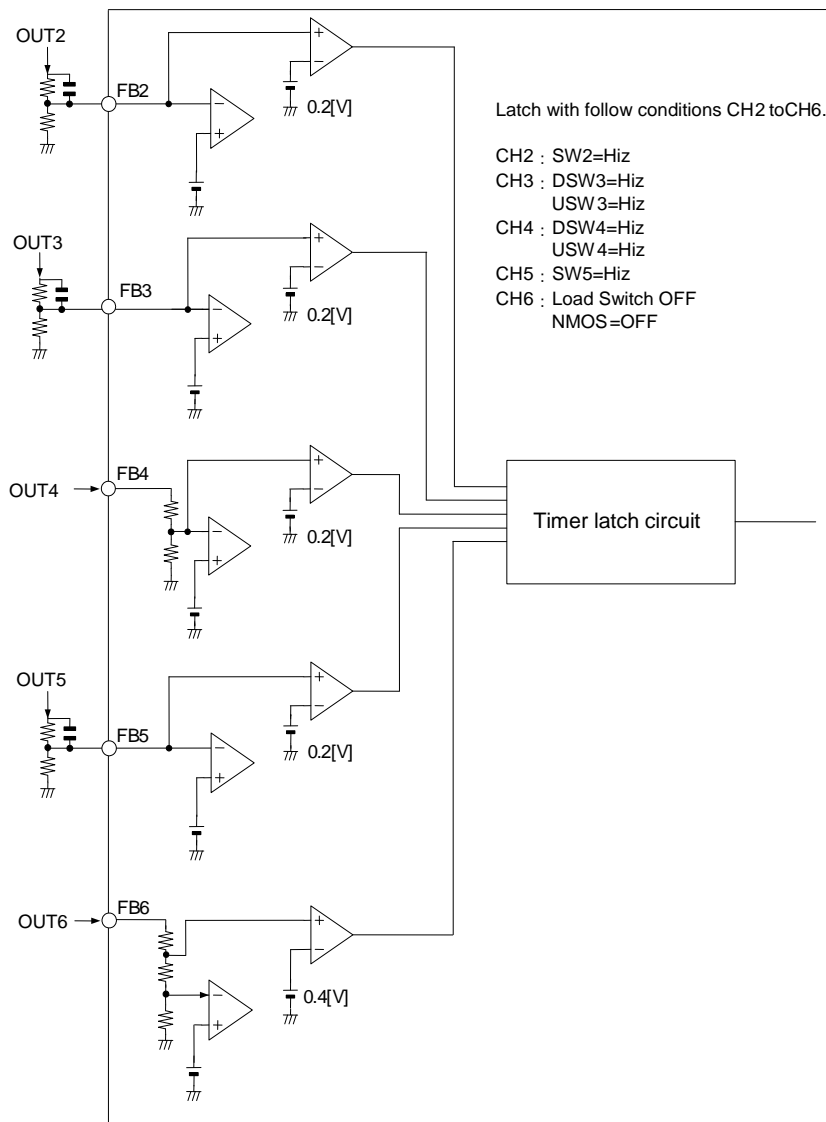 OUT2
FB2
0.2[V]
Latch with follow conditions CH2 toCH6.
CH2 : SW2=Hiz
CH3 : DSW3=Hiz
USW3=Hiz
CH4 : DSW4=Hiz
USW4=Hiz
CH5 : SW5=Hiz
CH6 : Load Switch OFF
NMOS=OFF
OUT3
FB3
0.2[V]
OUT4
FB4
0.2[V]
Timer latch circuit
OUT5
FB5
0.2[V]
OUT6
FB6
0.4[V]